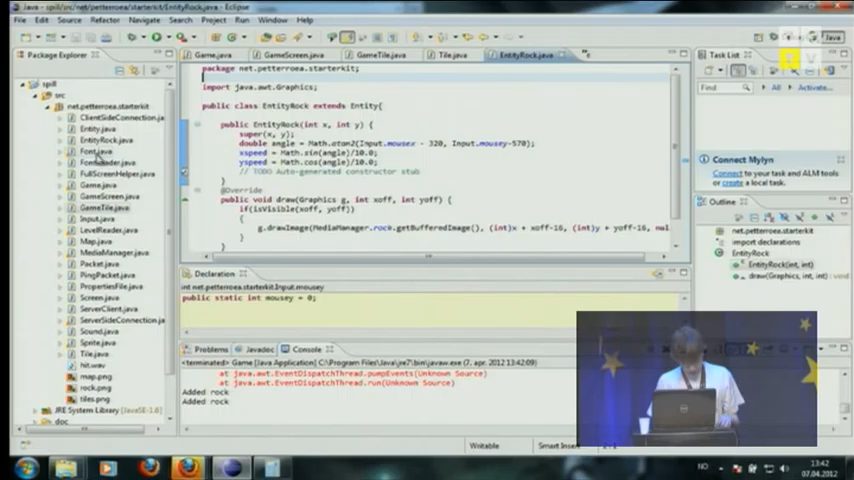 Java - spill/src/net/petterroea/starterkit/EntityRock.java - Eclipse
File Edit Source Refactor Navigate Search Project Run Window Help
Java
Package Explorer
Game.java GameScreen.java GameTile.java Tile.java EntityRock.java
Task List
spill
src
net.petterroea.starterkit
ClientSideConnection.ja
Entity.java
EntityRock.java
Font.java
FontLoader.java
FullScreenHelper.java
Game.java
GameScreen.java
GameTile.java
Input.java
LevelReader.java
Map.java
MediaManager.java
Packet.java
PingPacket.java
PropertiesFile.java
Screen.java
ServerClient.java
ServerSideConnection.ja
Sound.java
Sprite.java
Tile.java
hit.wav
map.png
rock.png
tiles.png
JRE System Library [JavaSE-1.6]
doc
package net.petterroea.starterkit;
import java.awt.Graphics;
public class EntityRock extends Entity{
public EntityRock(int x, int y) {
super(x, y);
double angle = Math.atan2(Input.mousex - 320, Input.mousey-570);
xspeed = Math.sin(angle)/10.0;
yspeed = Math.cos(angle)/10.0;
// TODO Auto-generated constructor stub
}
@Override
public void draw(Graphics g, int xoff, int yoff) {
if(isVisible(xoff, yoff))
{
g.drawImage(MediaManager.rock.getBufferedImage(), (int)x + xoff-16, (int)y + yoff-16, nul
}
}
Find
All
Activate...
Connect Mylyn
Connect to your task and ALM tools
or create a local task.
Outline
net.petterroea.starterkit
import declarations
EntityRock
EntityRock(int, int)
draw(Graphics, int, int) : void
Declaration
int net.petterroea.starterkit.Input.mousey
public static int mousey = 0;
Problems Javadoc Console
<terminated> Game [Java Application] C:\Program Files\Java\jre7\bin\javaw.exe (7. apr. 2012 13:42:09)
at java.awt.EventDispatchThread.pumpEvents(Unknown Source)
at java.awt.EventDispatchThread.run(Unknown Source)
Added rock
Added rock
Writable
Smart Insert
2 : 1
NO
13:42
07.04.2012